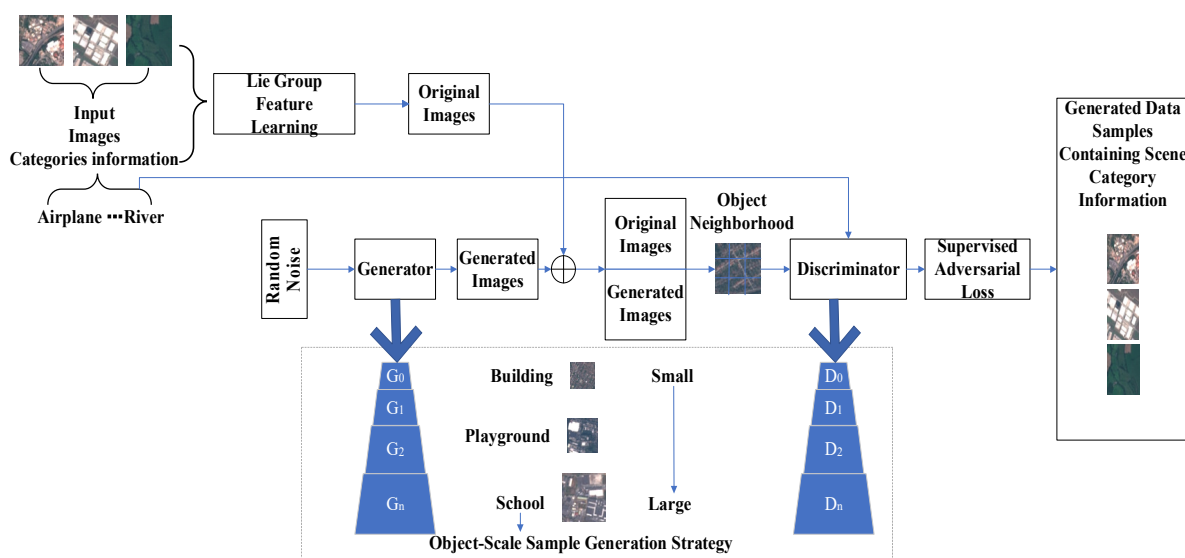 Input
Images
Categories information
Airplane ···River
Lie Group
Feature
Learning
Original
Images
Random
Noise
Generator
Generated
Images
Original
Images
Generated
Images
Object
Neighborhood
Discriminator
Supervised
Adversarial
Loss
Generated Data
Samples
Containing Scene
Category
Information
G0
G1
G2
Gn
Building
Playground
School
Small
Large
D0
D1
D2
Dn
Object-Scale Sample Generation Strategy